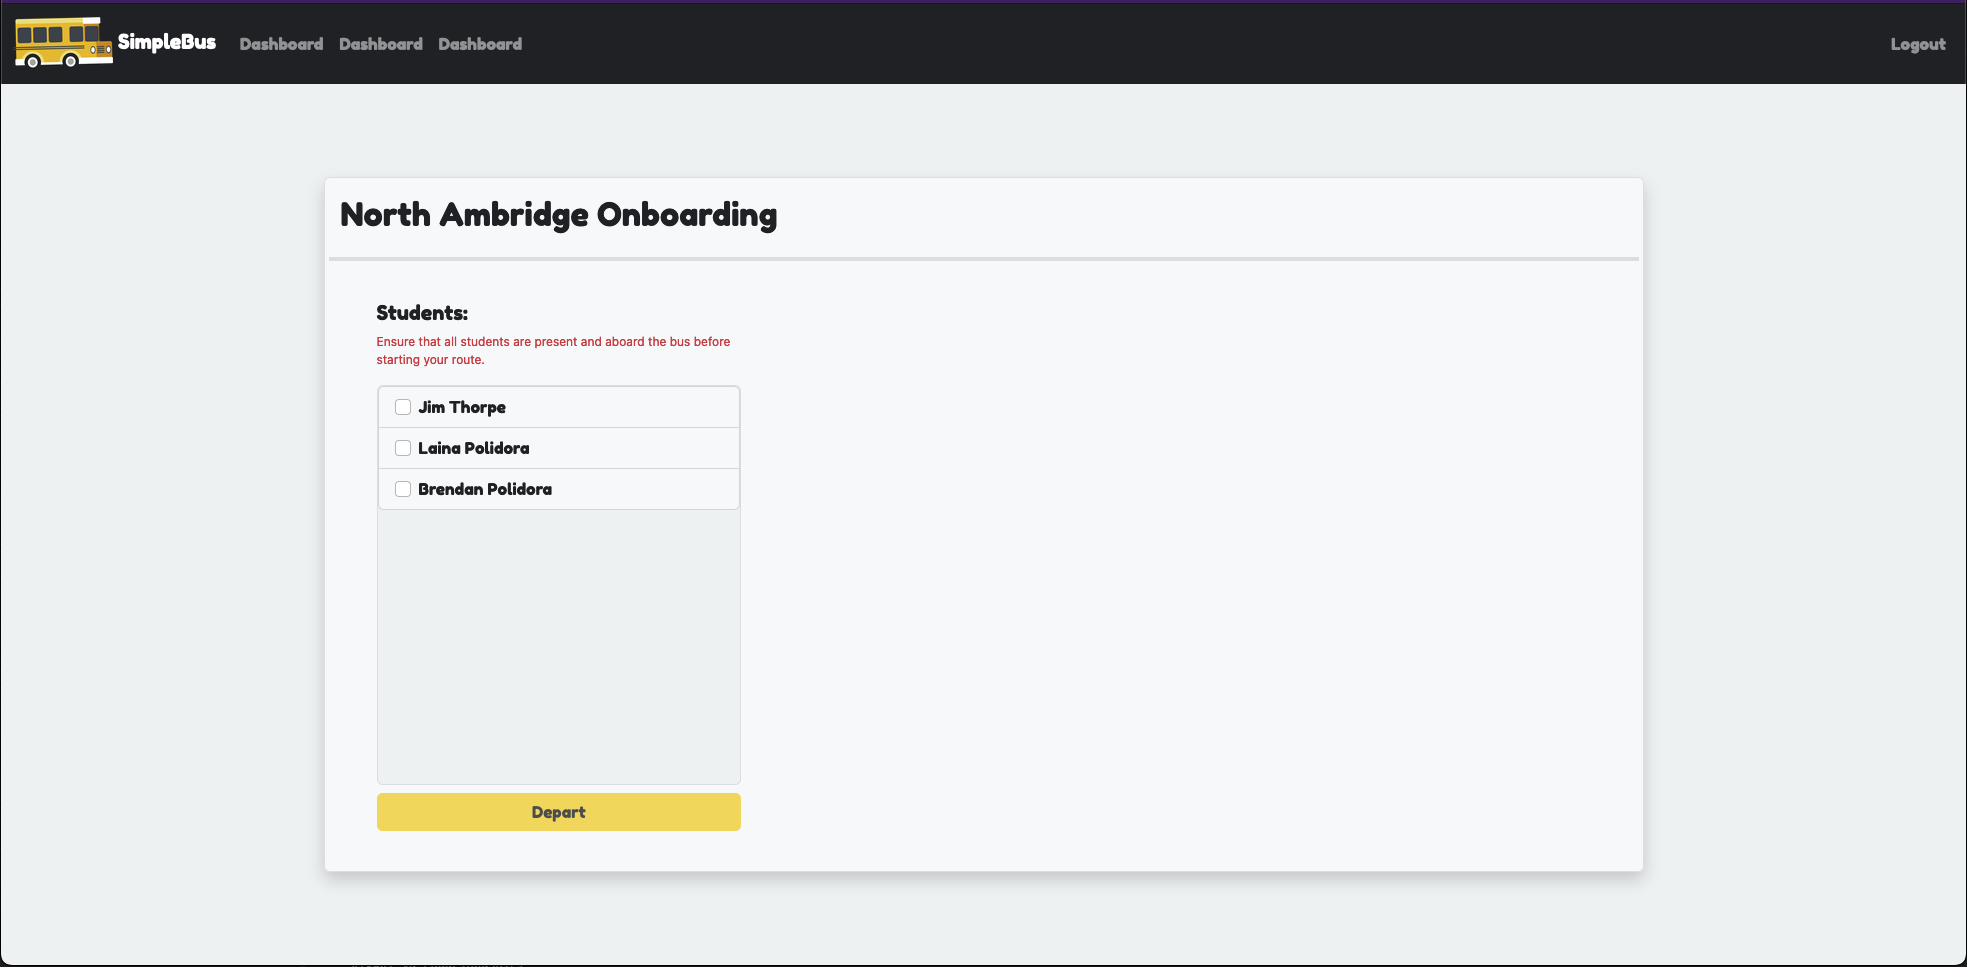 SimpleBus Dashboard Dashboard Dashboard Logout
North Ambridge Onboarding
Students:
Ensure that all students are present and aboard the bus before
starting your route.
Jim Thorpe
Laina Polidora
Brendan Polidora
Depart